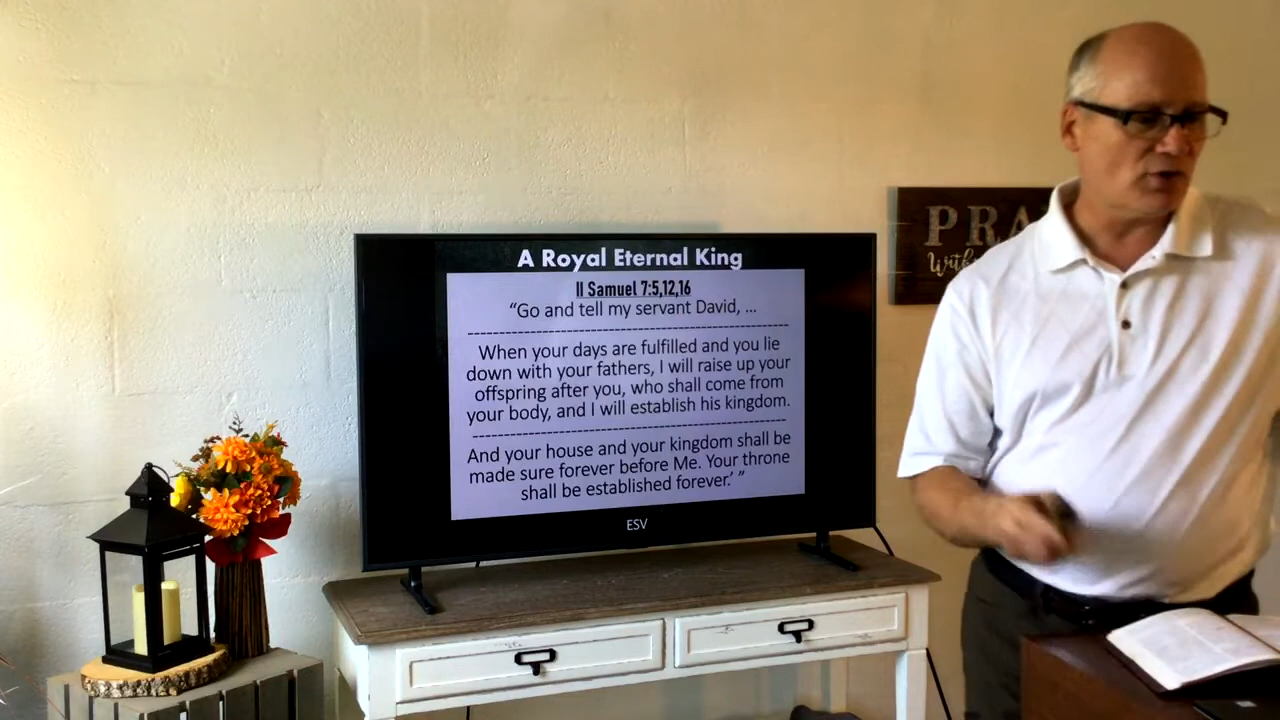 A Royal Eternal King
II Samuel 7:5,12,16
“Go and tell my servant David, ...
When your days are fulfilled and you lie
down with your fathers, I will raise up your
offspring after you, who shall come from
your body, and I will establish his kingdom.
And your house and your kingdom shall be
made sure forever before Me. Your throne
shall be established forever.’ ”
ESV
PRA